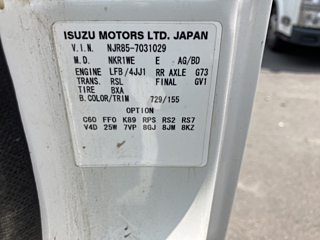 ISUZU MOTORS LTD. JAPAN
V.I.N. NJR85-7031029
M.D. NKR1WE E AG/BD
ENGINE LFB/4JJ1 RR AXLE G73
TRANS. RSL FINAL GV1
TIRE BXA
B.COLOR/TRIM 729/155
OPTION
C60 FF0 K89 RPS RS2 RS7
V4D 25W 7VP 8GJ 8JM 8KZ